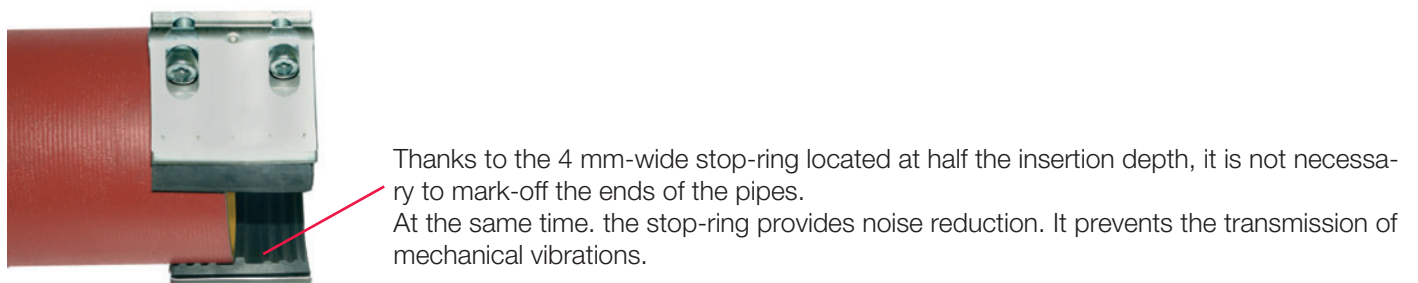 Thanks to the 4 mm-wide stop-ring located at half the insertion depth, it is not necessa-
ry to mark-off the ends of the pipes.
At the same time. the stop-ring provides noise reduction. It prevents the transmission of
mechanical vibrations.